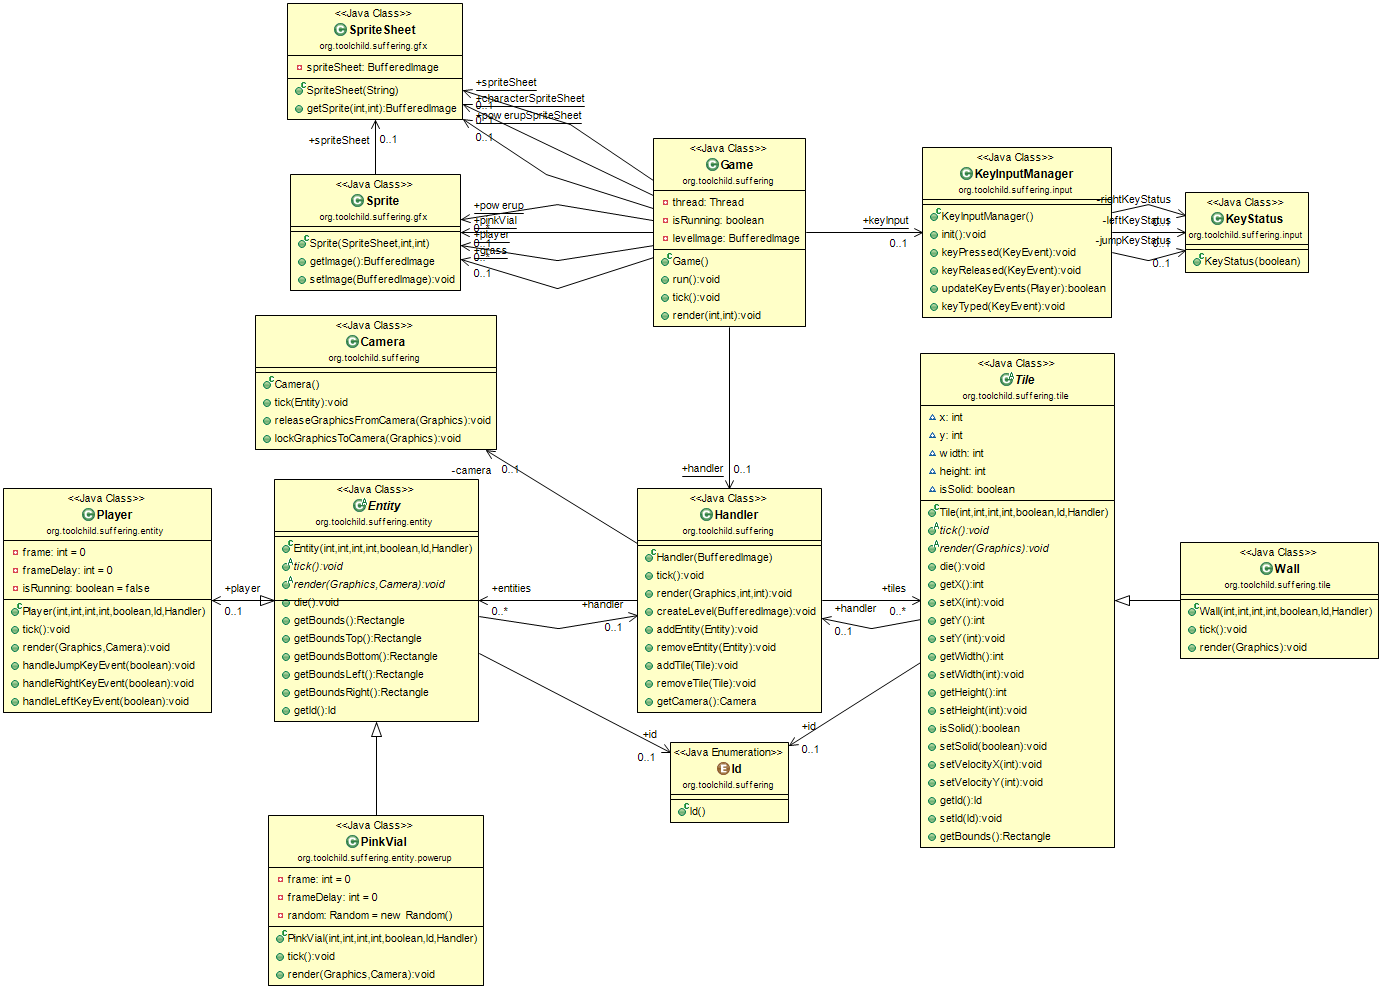 <<Java Class>>
SpriteSheet
org.toolchild.suffering.gfx
spriteSheet: BufferedImage
SpriteSheet(String)
getSprite(int,int):BufferedImage
+spriteSheet
0..1
+characterSpriteSheet
0..1
+powerupSpriteSheet
0..1
+spriteSheet
0..1
<<Java Class>>
Sprite
org.toolchild.suffering.gfx
Sprite(SpriteSheet,int,int)
getImage():BufferedImage
setImage(BufferedImage):void
+powerup
0..*
+pinkVial
0..1
+player
0..*
+grass
0..1
<<Java Class>>
Game
org.toolchild.suffering
thread: Thread
isRunning: boolean
levelImage: BufferedImage
Game()
run():void
tick():void
render(int,int):void
+keyInput
0..1
<<Java Class>>
KeyInputManager
org.toolchild.suffering.input
KeyInputManager()
init():void
keyPressed(KeyEvent):void
keyReleased(KeyEvent):void
updateKeyEvents(Player):boolean
keyTyped(KeyEvent):void
-rightKeyStatus
0..1
-leftKeyStatus
0..1
-jumpKeyStatus
0..1
<<Java Class>>
KeyStatus
org.toolchild.suffering.input
KeyStatus(boolean)
<<Java Class>>
Camera
org.toolchild.suffering
Camera()
tick(Entity):void
releaseGraphicsFromCamera(Graphics):void
lockGraphicsToCamera(Graphics):void
-camera
0..1
+handler
0..1
<<Java Class>>
Player
org.toolchild.suffering.entity
frame: int = 0
frameDelay: int = 0
isRunning: boolean = false
Player(int,int,int,int,boolean,Id,Handler)
tick():void
render(Graphics,Camera):void
handleJumpKeyEvent(boolean):void
handleRightKeyEvent(boolean):void
handleLeftKeyEvent(boolean):void
+player
0..1
<<Java Class>>
Entity
org.toolchild.suffering.entity
Entity(int,int,int,int,boolean,Id,Handler)
tick():void
render(Graphics,Camera):void
die():void
getBounds():Rectangle
getBoundsTop():Rectangle
getBoundsBottom():Rectangle
getBoundsLeft():Rectangle
getBoundsRight():Rectangle
getId():Id
+entities
0..*
+handler
0..1
<<Java Class>>
Handler
org.toolchild.suffering
Handler(BufferedImage)
tick():void
render(Graphics,int,int):void
createLevel(BufferedImage):void
addEntity(Entity):void
removeEntity(Entity):void
addTile(Tile):void
removeTile(Tile):void
getCamera():Camera
+tiles
0..*
+handler
0..1
<<Java Class>>
Tile
org.toolchild.suffering.tile
x: int
y: int
width: int
height: int
isSolid: boolean
Tile(int,int,int,int,boolean,Id,Handler)
tick():void
render(Graphics):void
die():void
getX():int
setX(int):void
getY():int
setY(int):void
getWidth():int
setWidth(int):void
getHeight():int
setHeight(int):void
isSolid():boolean
setSolid(boolean):void
setVelocityX(int):void
setVelocityY(int):void
getId():Id
setId(Id):void
getBounds():Rectangle
<<Java Class>>
Wall
org.toolchild.suffering.tile
Wall(int,int,int,int,boolean,Id,Handler)
tick():void
render(Graphics):void
+id
0..1
+id
0..1
<<Java Enumeration>>
Id
org.toolchild.suffering
Id()
<<Java Class>>
PinkVial
org.toolchild.suffering.entity.powerup
frame: int = 0
frameDelay: int = 0
random: Random = new Random()
PinkVial(int,int,int,int,boolean,Id,Handler)
tick():void
render(Graphics,Camera):void